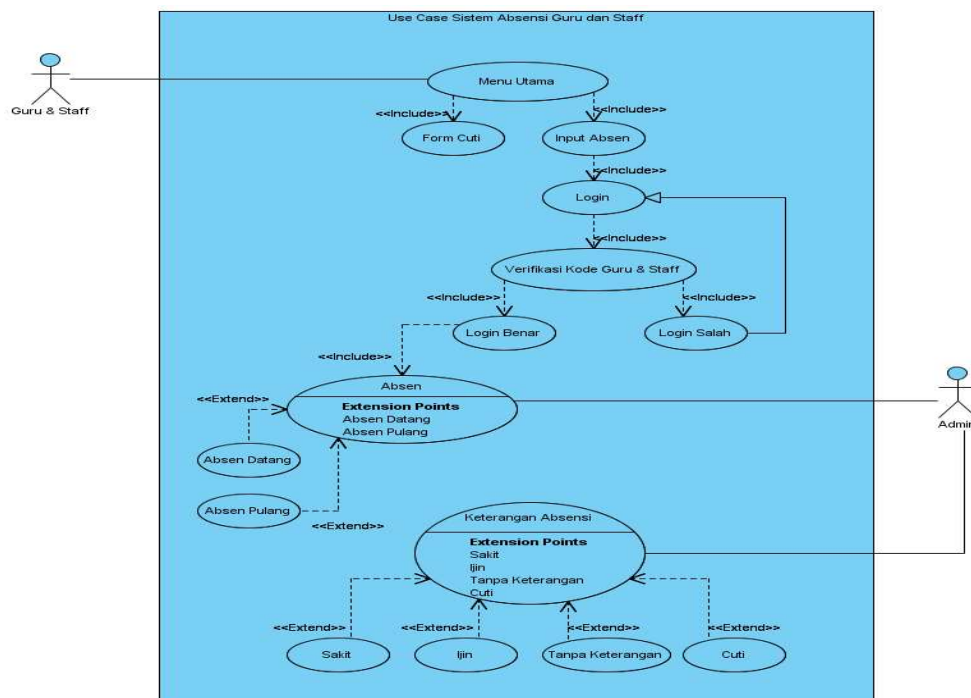 Use Case Sistem Absensi Guru dan Staff
Guru & Staff
Menu Utama
<<Include>>
<<Include>>
Form Cuti
Input Absen
<<Include>>
Login
<<Include>>
Verifikasi Kode Guru & Staff
<<Include>>
<<Include>>
Login Benar
Login Salah
<<Include>>
Absen
Extension Points
Absen Datang
Absen Pulang
<<Extend>>
Absen Datang
Absen Pulang
<<Extend>>
Admin
Keterangan Absensi
Extension Points
Sakit
Ijin
Tanpa Keterangan
Cuti
<<Extend>>
<<Extend>>
<<Extend>>
<<Extend>>
Sakit
Ijin
Tanpa Keterangan
Cuti